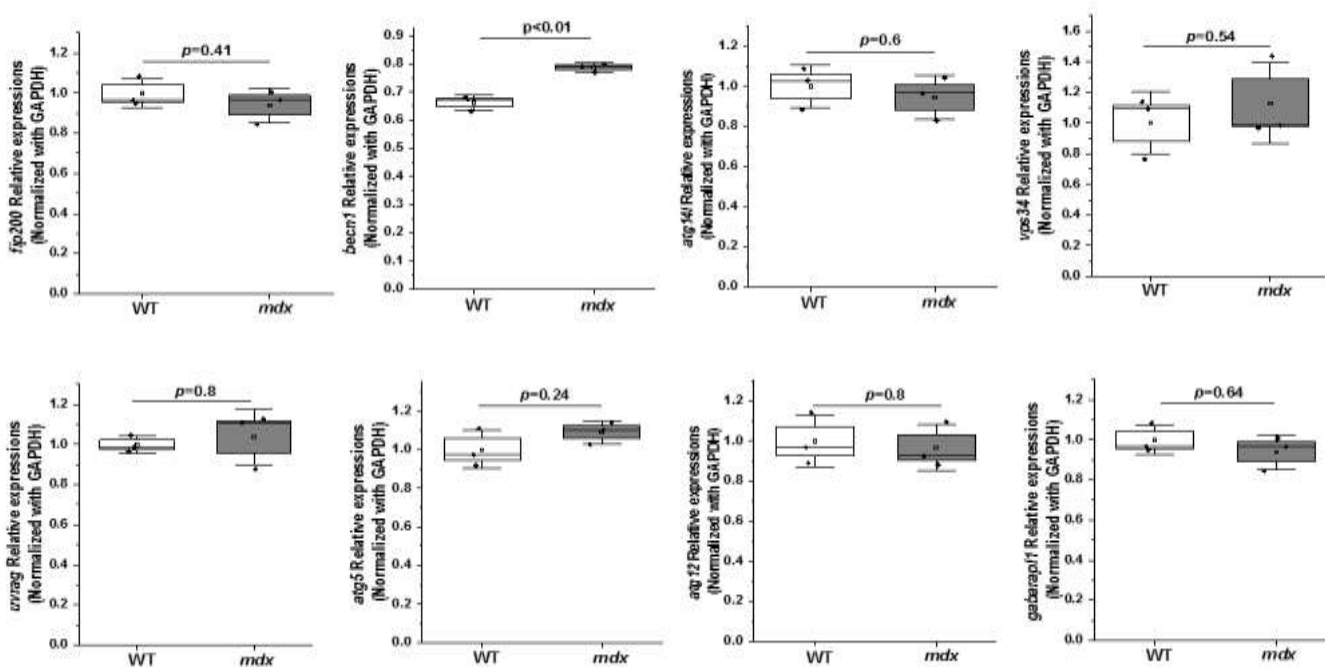 fip200 Relative expressions
(Normalized with GAPDH)
p=0.41
1.2
1.0
0.8
0.6
0.4
0.2
0.0
WT
mdx
becn1 Relative expressions
(Normalized with GAPDH)
p<0.01
0.9
0.8
0.7
0.6
0.5
0.4
0.3
0.2
0.1
0.0
WT
mdx
atg14l Relative expressions
(Normalized with GAPDH)
p=0.6
1.2
1.0
0.8
0.6
0.4
0.2
0.0
WT
mdx
vps34 Relative expressions
(Normalized with GAPDH)
p=0.54
1.6
1.4
1.2
1.0
0.8
0.6
0.4
0.2
0.0
WT
mdx
uvrag Relative expressions
(Normalized with GAPDH)
p=0.8
1.2
1.0
0.8
0.6
0.4
0.2
0.0
WT
mdx
atg5 Relative expressions
(Normalized with GAPDH)
p=0.24
1.2
1.0
0.8
0.6
0.4
0.2
0.0
WT
mdx
atg12 Relative expressions
(Normalized with GAPDH)
p=0.8
1.2
1.0
0.8
0.6
0.4
0.2
0.0
WT
mdx
gabarapl1 Relative expressions
(Normalized with GAPDH)
p=0.64
1.2
1.0
0.8
0.6
0.4
0.2
0.0
WT
mdx